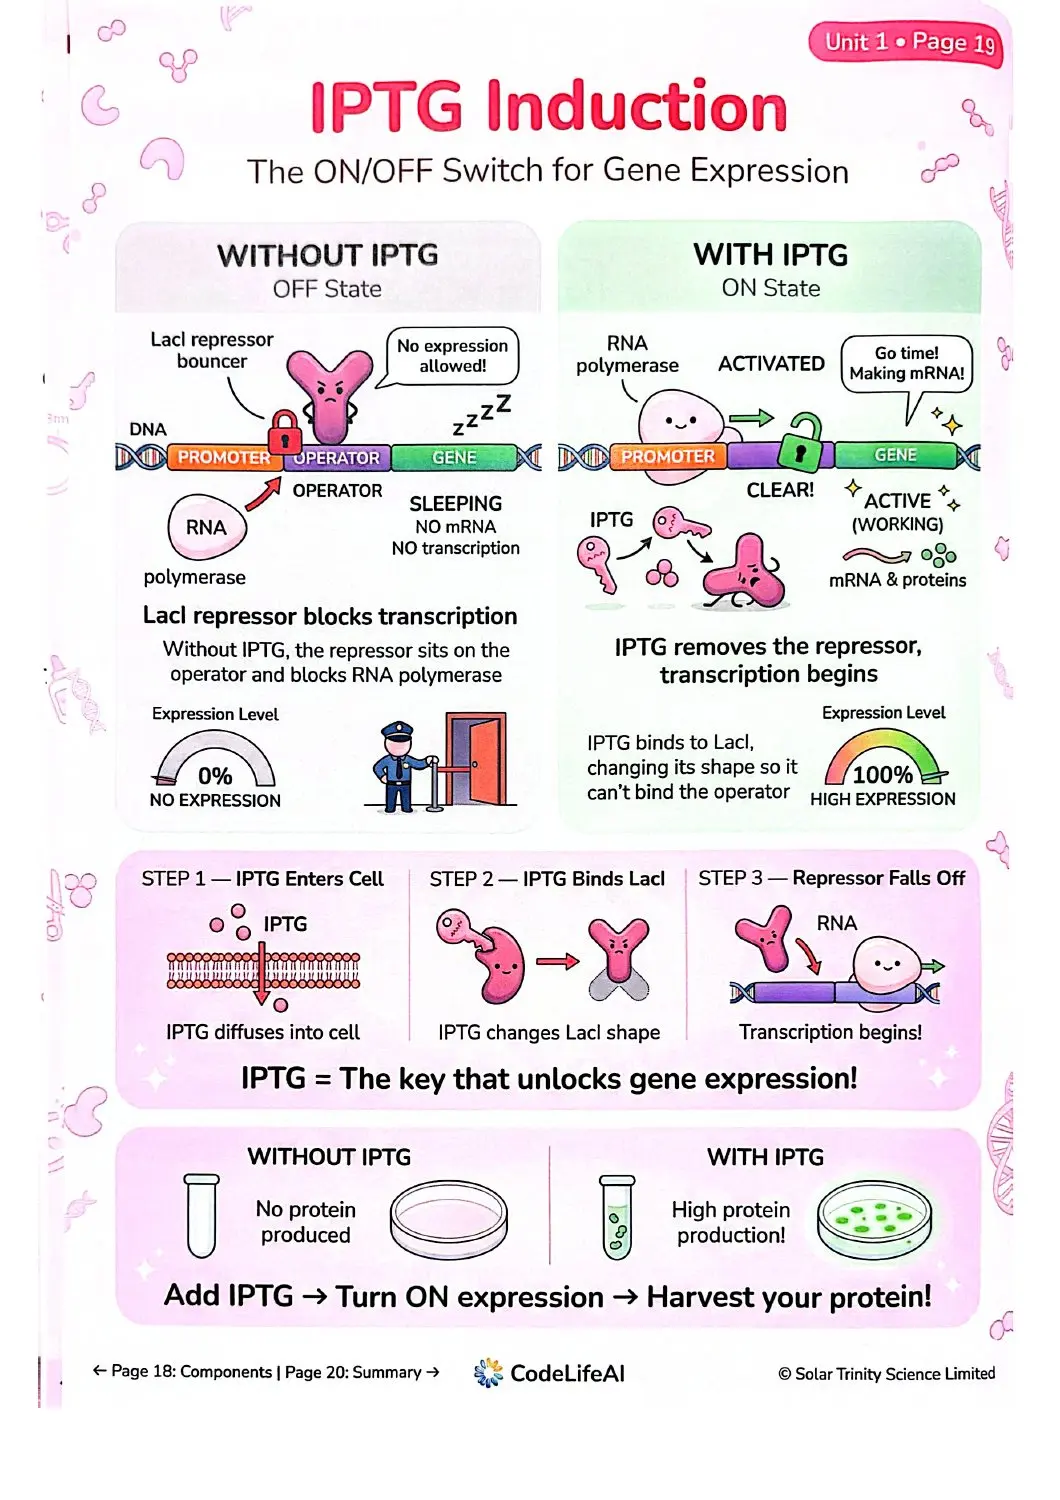 Unit 1 • Page 19
IPTG Induction
The ON/OFF Switch for Gene Expression
WITHOUT IPTG
OFF State
LacI repressor
bouncer
No expression
allowed!
zzzZ
DNA
PROMOTER
OPERATOR
GENE
OPERATOR
RNA
polymerase
SLEEPING
NO mRNA
NO transcription
LacI repressor blocks transcription
Without IPTG, the repressor sits on the
operator and blocks RNA polymerase
Expression Level
0%
NO EXPRESSION
WITH IPTG
ON State
RNA
polymerase
ACTIVATED
Go time!
Making mRNA!
PROMOTER
GENE
CLEAR!
IPTG
ACTIVE
(WORKING)
mRNA & proteins
IPTG removes the repressor,
transcription begins
IPTG binds to LacI,
changing its shape so it
can't bind the operator
Expression Level
100%
HIGH EXPRESSION
STEP 1 — IPTG Enters Cell
IPTG
IPTG diffuses into cell
STEP 2 — IPTG Binds LacI
IPTG changes LacI shape
STEP 3 — Repressor Falls Off
RNA
Transcription begins!
IPTG = The key that unlocks gene expression!
WITHOUT IPTG
No protein
produced
WITH IPTG
High protein
production!
Add IPTG → Turn ON expression → Harvest your protein!
← Page 18: Components | Page 20: Summary →
CodeLifeAI
© Solar Trinity Science Limited